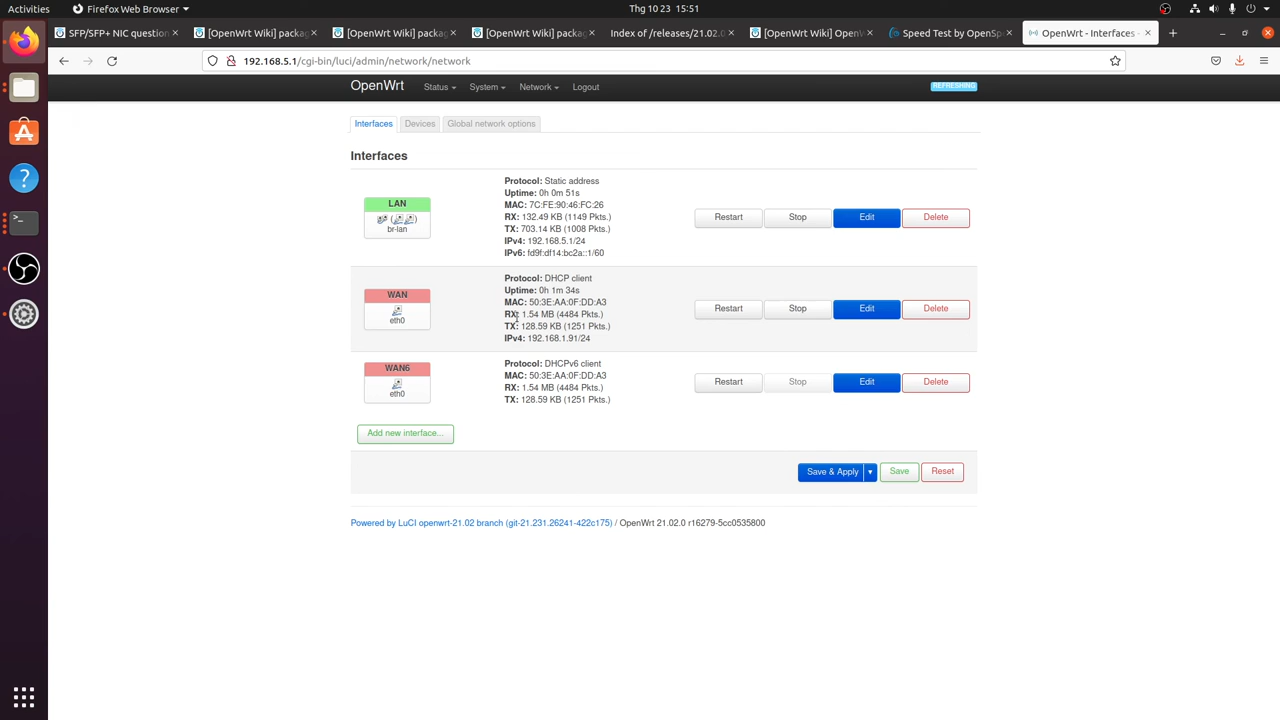 Activities
Firefox Web Browser
Thg 10 23 15:51
SFP/SFP+ NIC question
[OpenWrt Wiki] packag
[OpenWrt Wiki] packag
[OpenWrt Wiki] packag
Index of /releases/21.02.0
[OpenWrt Wiki] OpenW
Speed Test by OpenSp
OpenWrt - Interfaces -
192.168.5.1/cgi-bin/luci/admin/network/network
OpenWrt Status System Network Logout
REFRESHING
Interfaces Devices Global network options
Interfaces
LAN
br-lan
Protocol: Static address
Uptime: 0h 0m 51s
MAC: 7C:FE:90:46:FC:26
RX: 132.49 KB (1149 Pkts.)
TX: 703.14 KB (1008 Pkts.)
IPv4: 192.168.5.1/24
IPv6: fd9f:df14:bc2a::1/60
Restart Stop Edit Delete
WAN
eth0
Protocol: DHCP client
Uptime: 0h 1m 34s
MAC: 50:3E:AA:0F:DD:A3
RX: 1.54 MB (4484 Pkts.)
TX: 128.59 KB (1251 Pkts.)
IPv4: 192.168.1.91/24
Restart Stop Edit Delete
WAN6
eth0
Protocol: DHCPv6 client
MAC: 50:3E:AA:0F:DD:A3
RX: 1.54 MB (4484 Pkts.)
TX: 128.59 KB (1251 Pkts.)
Restart Stop Edit Delete
Add new interface...
Save & Apply Save Reset
Powered by LuCI openwrt-21.02 branch (git-21.231.26241-422c175) / OpenWrt 21.02.0 r16279-5cc0535800